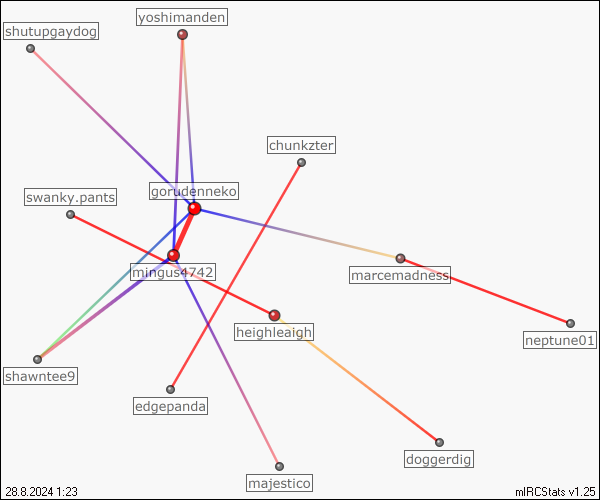 yoshimanden
shutupgaydog
chunkzter
gorudenneko
swanky.pants
mingus4742
marcemadness
heighleaigh
neptune01
shawntee9
edgepanda
doggerdig
majestico
28.8.2024 1:23
mIRCStats v1.25